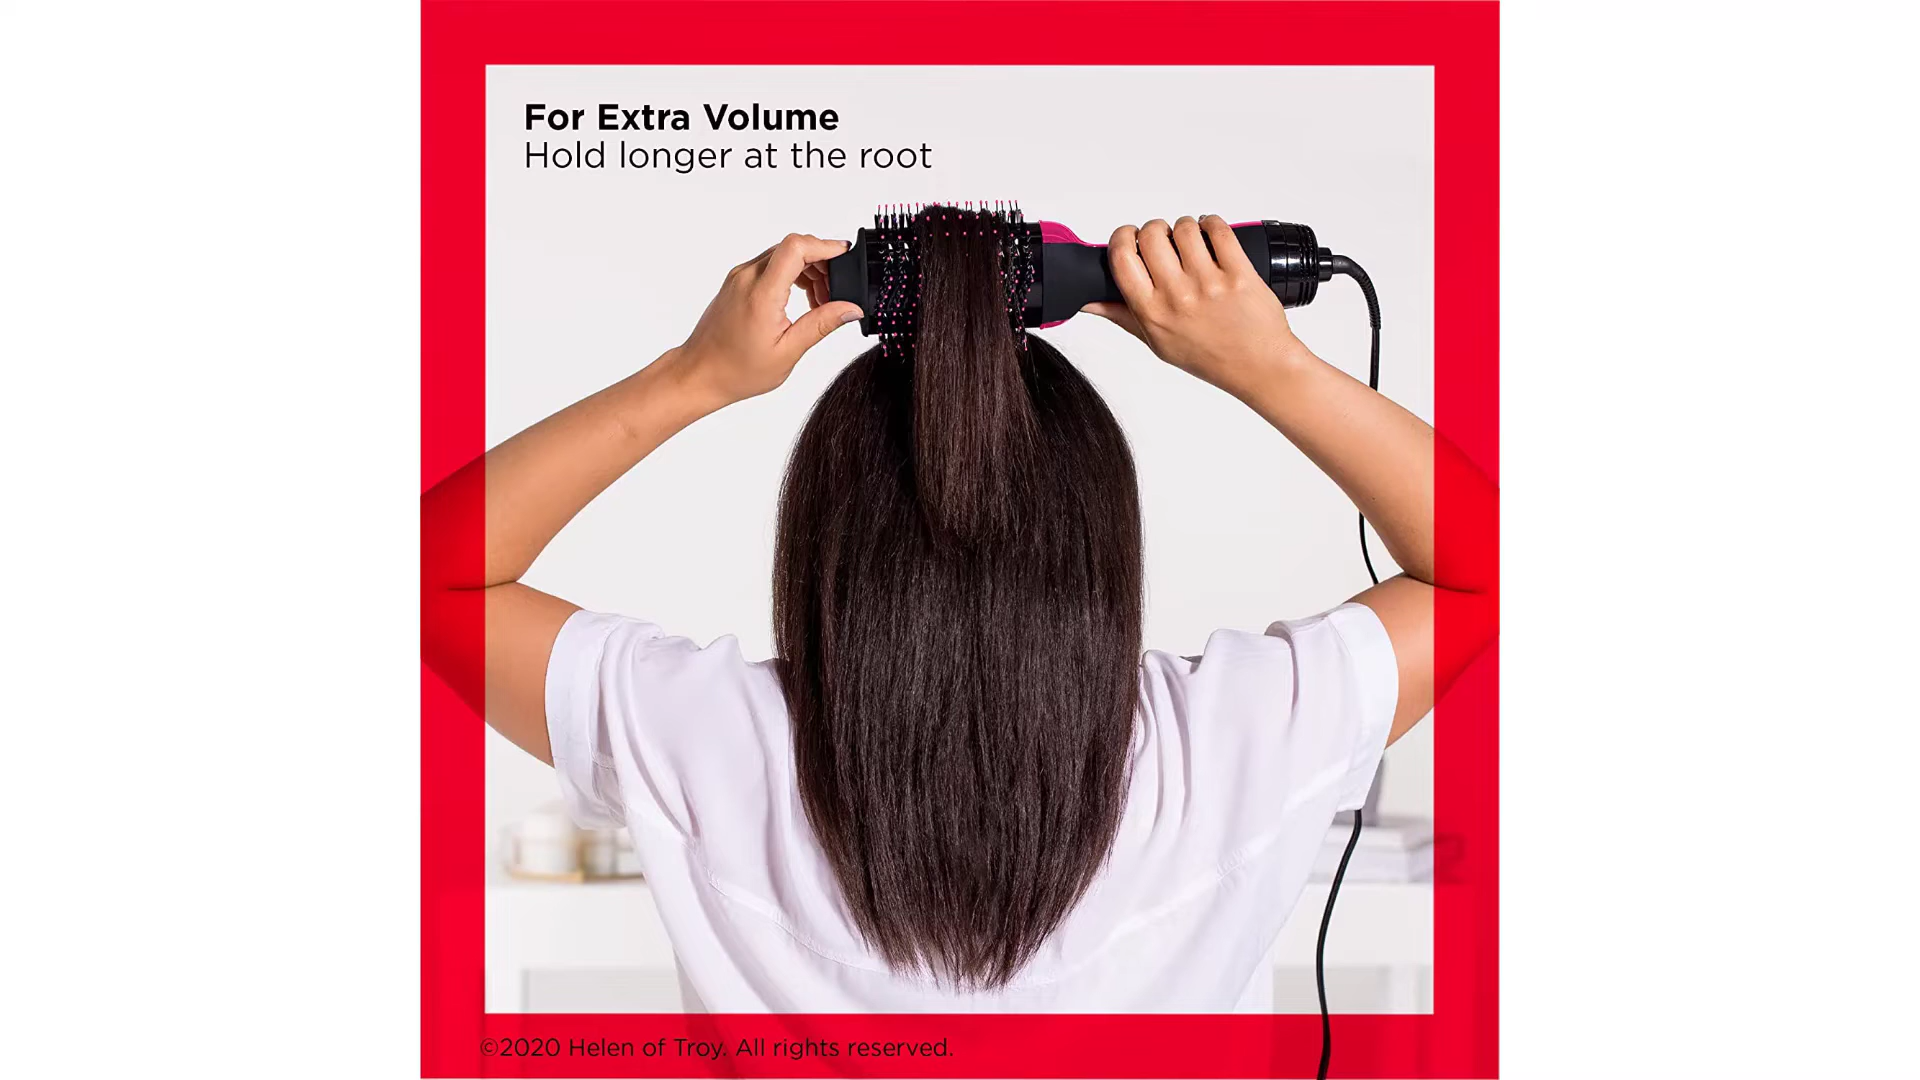 For Extra Volume
Hold longer at the root
©2020 Helen of Troy. All rights reserved.